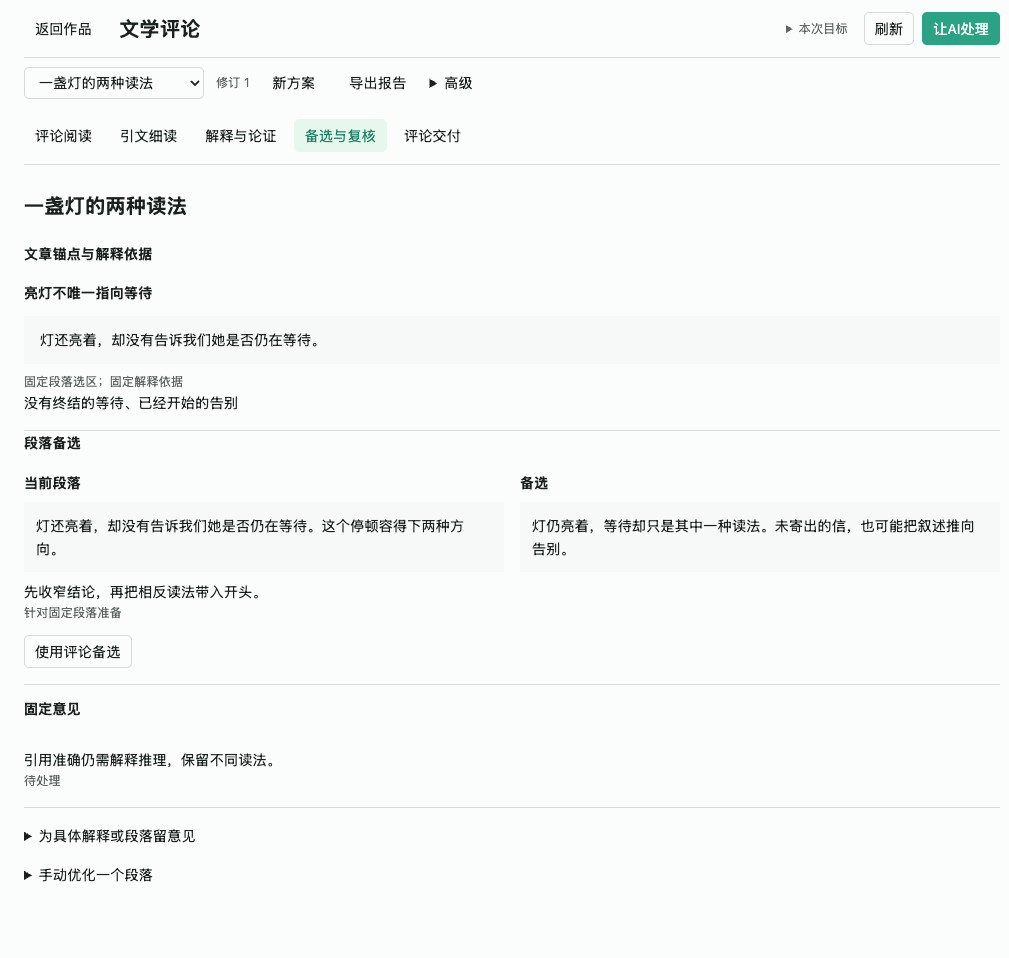 返回作品
文学评论
本次目标
刷新
让AI处理
一盏灯的两种读法
修订 1
新方案
导出报告
高级
评论阅读
引文细读
解释与论证
备选与复核
评论交付
一盏灯的两种读法
文章锚点与解释依据
亮灯不唯一指向等待
灯还亮着，却没有告诉我们她是否仍在等待。
固定段落选区；固定解释依据
没有终结的等待、已经开始的告别
段落备选
当前段落
灯还亮着，却没有告诉我们她是否仍在等待。这个停顿容得下两种方
向。
备选
灯仍亮着，等待却只是其中一种读法。未寄出的信，也可能把叙述推向
告别。
先收窄结论，再把相反读法带入开头。
针对固定段落准备
使用评论备选
固定意见
引用准确仍需解释推理，保留不同读法。
待处理
为具体解释或段落留意见
手动优化一个段落